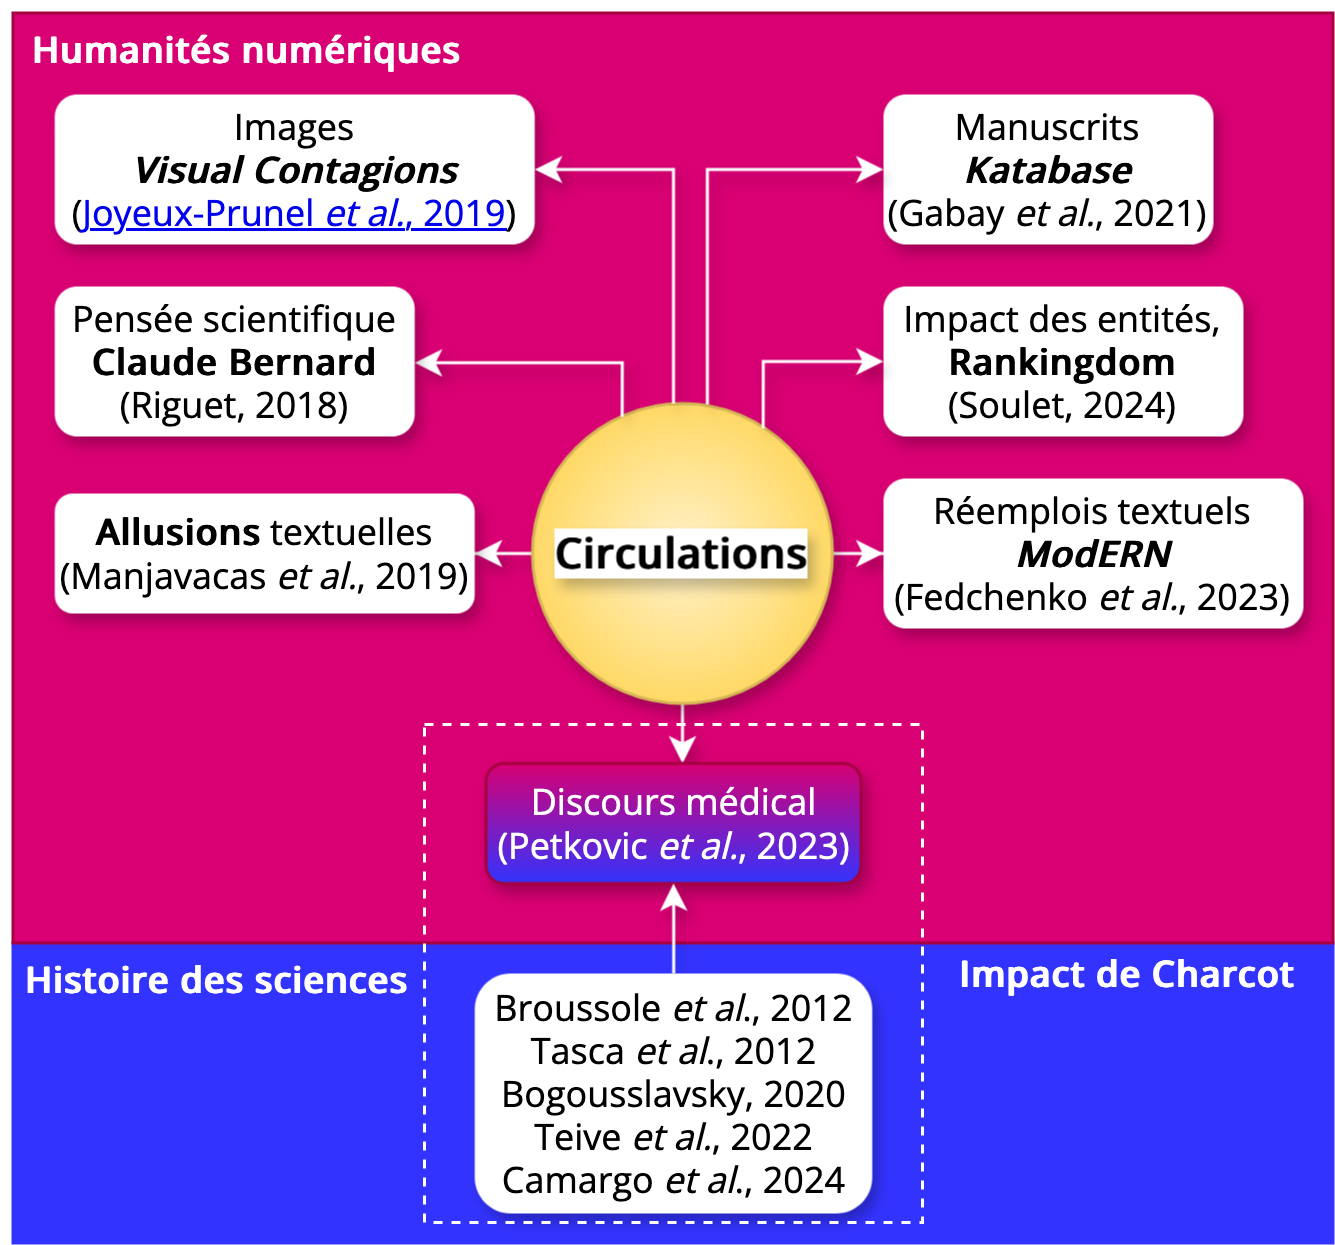 Humanités numériques
Images
Visual Contagions
(Joyeux-Prunel et al., 2019)
Manuscrits
Katabase
(Gabay et al., 2021)
Pensée scientifique
Claude Bernard
(Riguet, 2018)
Impact des entités,
Rankingdom
(Soulet, 2024)
Allusions textuelles
(Manjavacas et al., 2019)
Circulations
Réemplois textuels
ModERN
(Fedchenko et al., 2023)
Discours médical
(Petkovic et al., 2023)
Histoire des sciences
Impact de Charcot
Broussole et al., 2012
Tasca et al., 2012
Bogousslavsky, 2020
Teive et al., 2022
Camargo et al., 2024